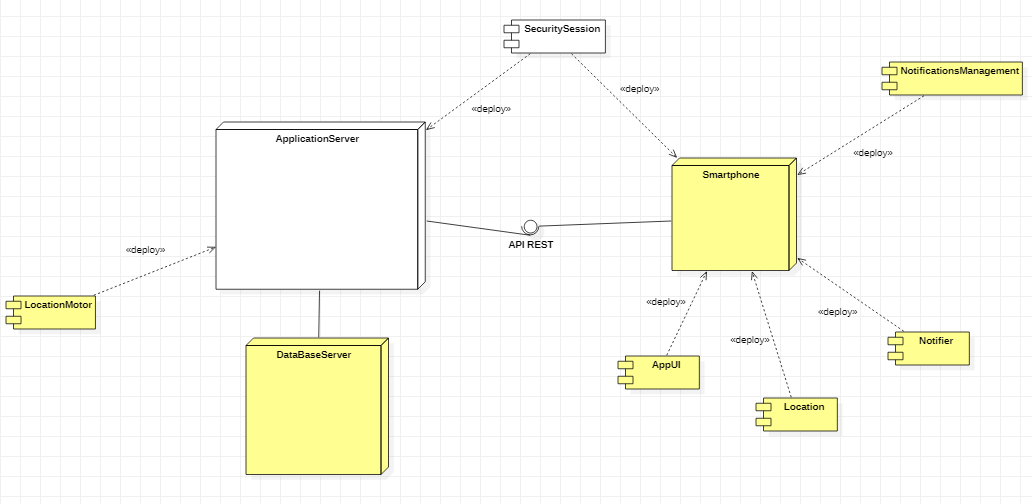 SecuritySession
NotificationsManagement
«deploy»
«deploy»
ApplicationServer
«deploy»
Smartphone
API REST
«deploy»
LocationMotor
«deploy»
«deploy»
«deploy»
DataBaseServer
AppUI
Notifier
Location